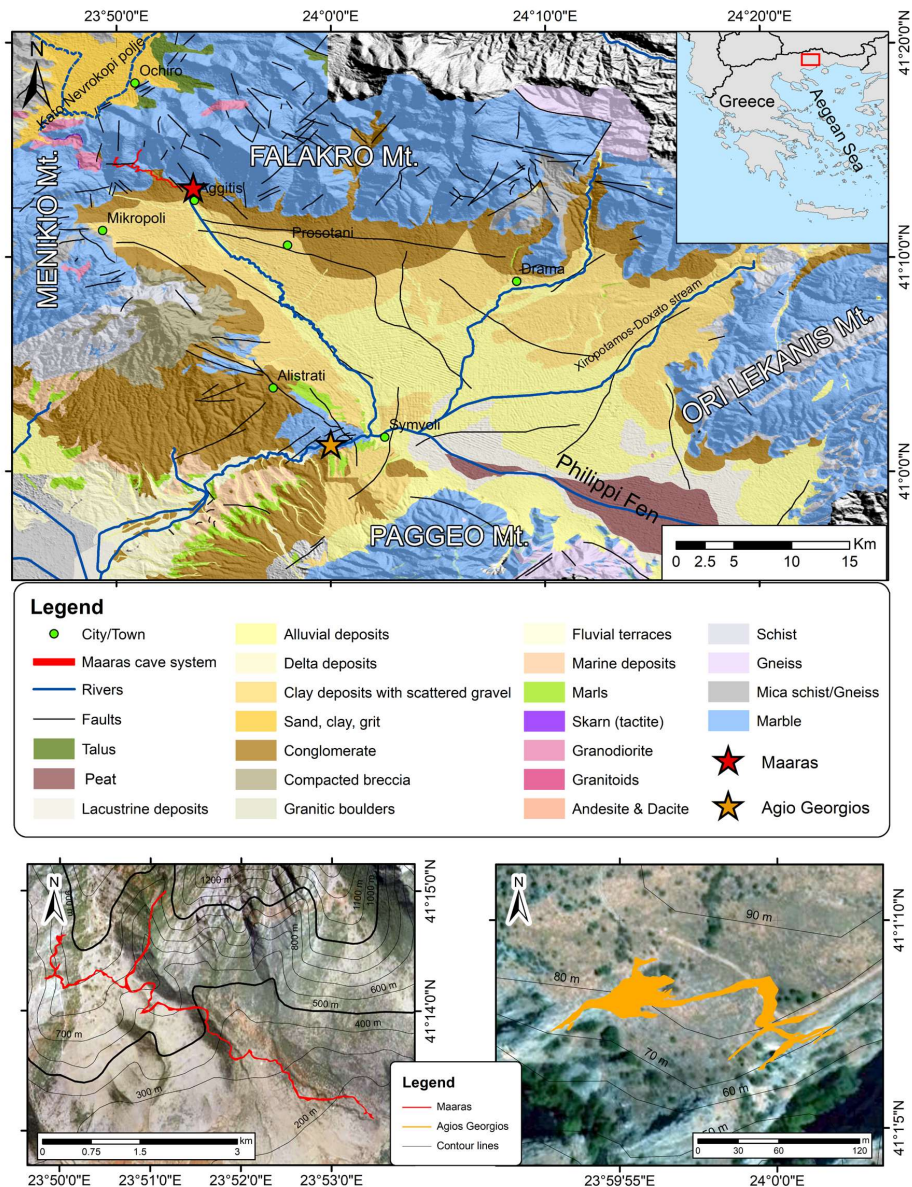 23°50'0"E
24°0'0"E
24°10'0"E
24°20'0"E
N
41°20'0"N
Kato Nevrokopi polje
Ochiro
FALAKRO Mt.
Greece
Aegean Sea
MENIKIO Mt.
Aggitis
Mikropoli
Prosotani
Drama
41°10'0"N
Xiropotamos-Doxato stream
ORI LEKANIS Mt.
Alistrati
Symvoli
Philippi Fen
41°0'0"N
PAGGEO Mt.
0 2.5 5 10 15 Km
Legend
City/Town
Maaras cave system
Rivers
Faults
Talus
Peat
Lacustrine deposits
Alluvial deposits
Delta deposits
Clay deposits with scattered gravel
Sand, clay, grit
Conglomerate
Compacted breccia
Granitic boulders
Fluvial terraces
Marine deposits
Marls
Skarn (tactite)
Granodiorite
Granitoids
Andesite & Dacite
Schist
Gneiss
Mica schist/Gneiss
Marble
Maaras
Agio Georgios
N
1200 m
1100 m
1000 m
800 m
600 m
500 m
400 m
700 m
300 m
200 m
41°15'0"N
41°14'0"N
0 0.75 1.5 3 km
23°50'0"E
23°51'0"E
23°52'0"E
23°53'0"E
Legend
Maaras
Agios Georgios
Contour lines
N
90 m
80 m
70 m
60 m
41°1'10"N
41°1'5"N
0 30 60 120 m
23°59'55"E
24°0'0"E